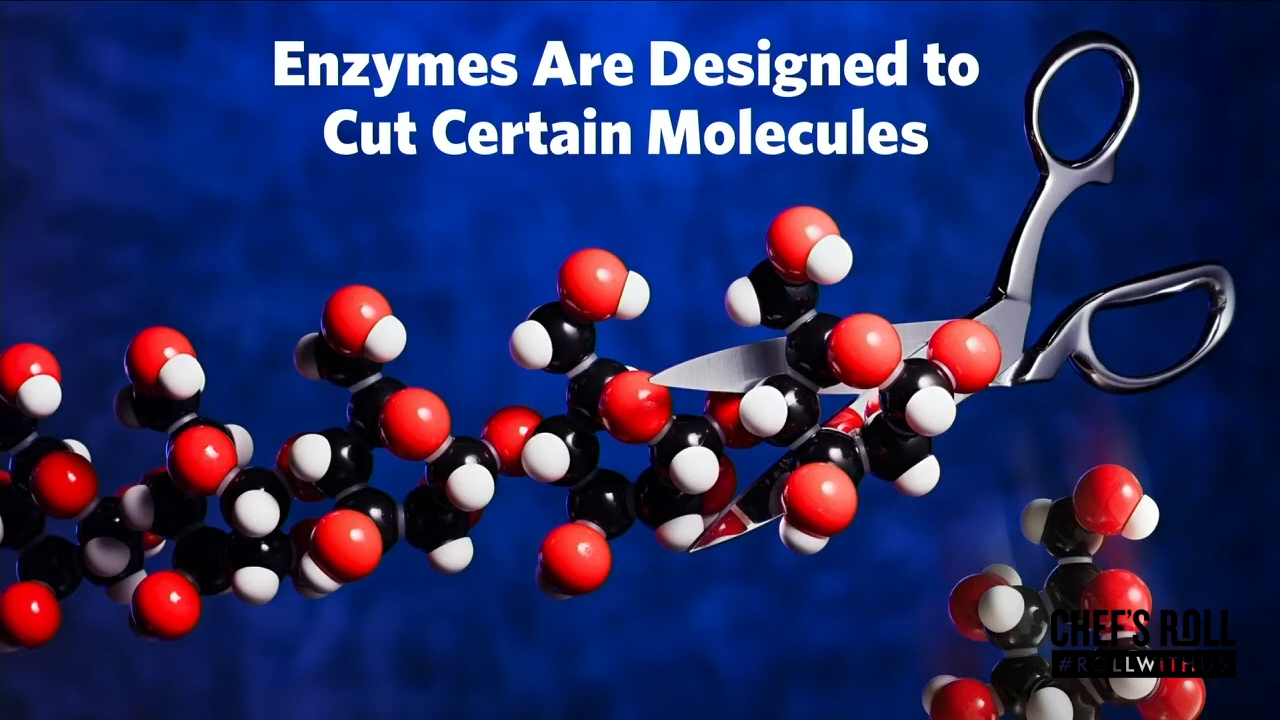 Enzymes Are Designed to
Cut Certain Molecules
CHEF'S ROLL
#ROLLWITHUS